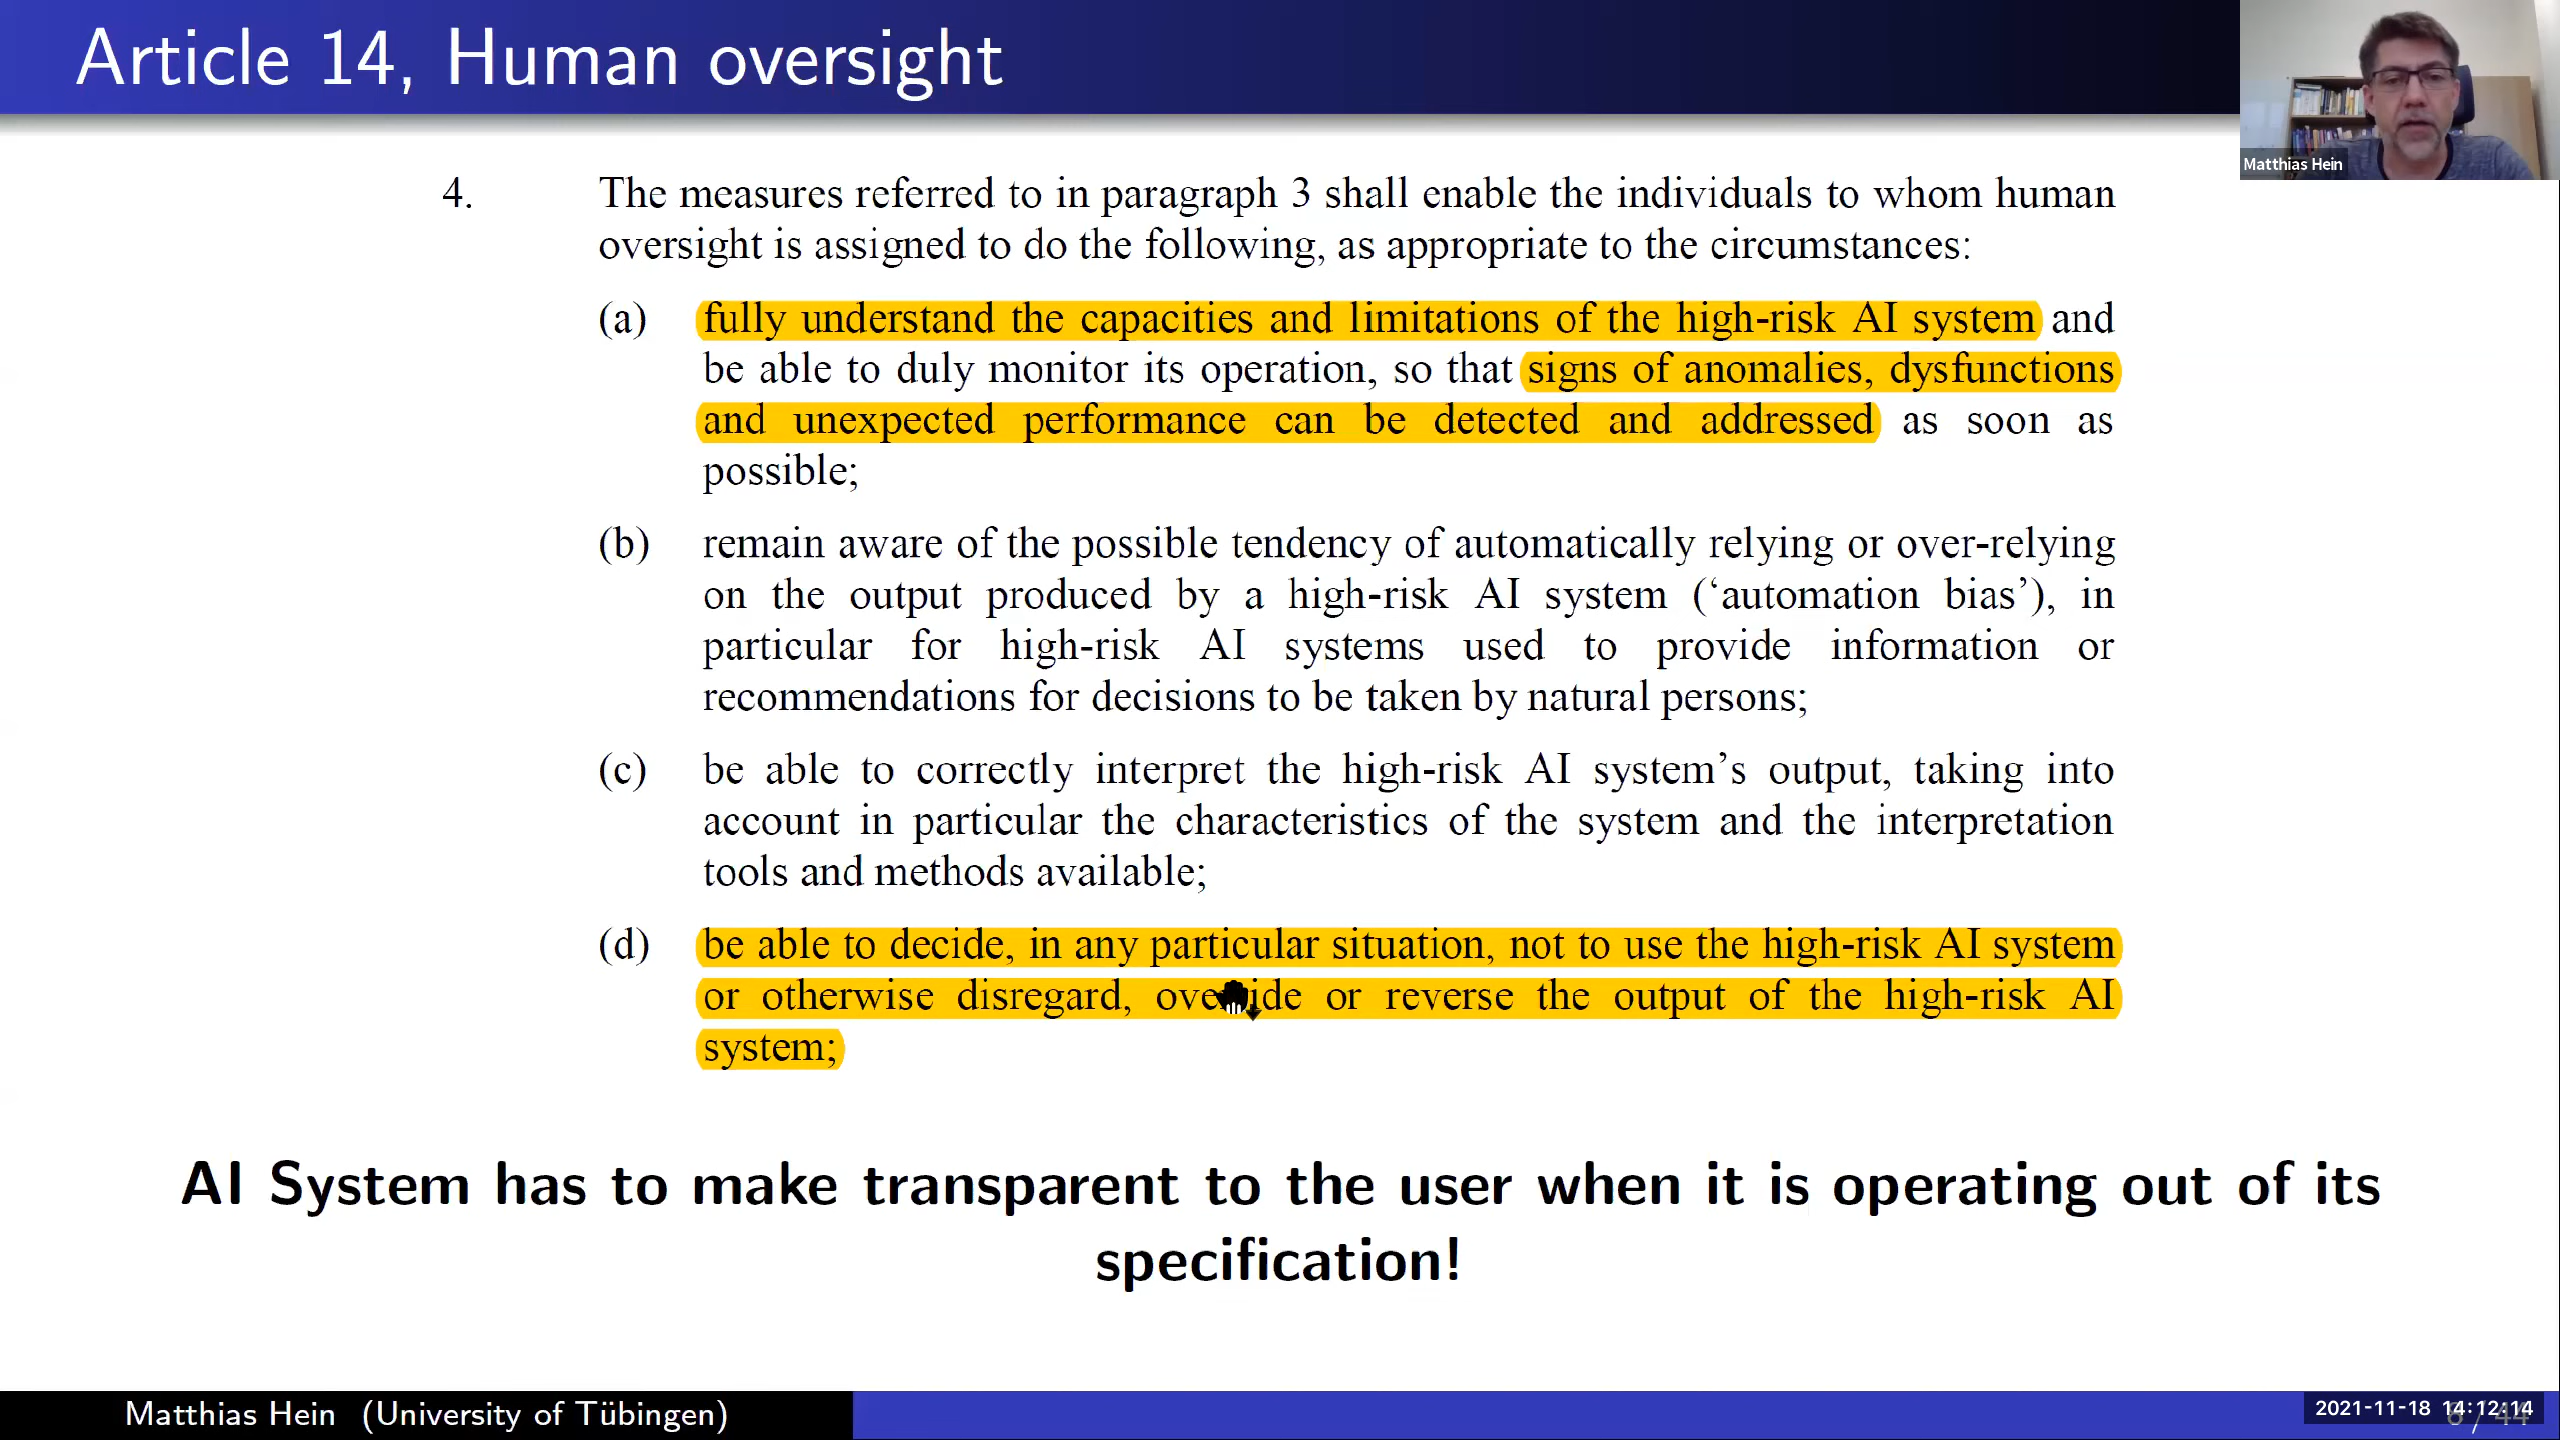 Article 14, Human oversight
Matthias Hein
4. The measures referred to in paragraph 3 shall enable the individuals to whom human
oversight is assigned to do the following, as appropriate to the circumstances:
(a) fully understand the capacities and limitations of the high-risk AI system and
be able to duly monitor its operation, so that signs of anomalies, dysfunctions
and unexpected performance can be detected and addressed as soon as
possible;
(b) remain aware of the possible tendency of automatically relying or over-relying
on the output produced by a high-risk AI system (‘automation bias’), in
particular for high-risk AI systems used to provide information or
recommendations for decisions to be taken by natural persons;
(c) be able to correctly interpret the high-risk AI system’s output, taking into
account in particular the characteristics of the system and the interpretation
tools and methods available;
(d) be able to decide, in any particular situation, not to use the high-risk AI system
or otherwise disregard, override or reverse the output of the high-risk AI
system;
AI System has to make transparent to the user when it is operating out of its
specification!
Matthias Hein (University of Tübingen)
2021-11-18 14:12:14